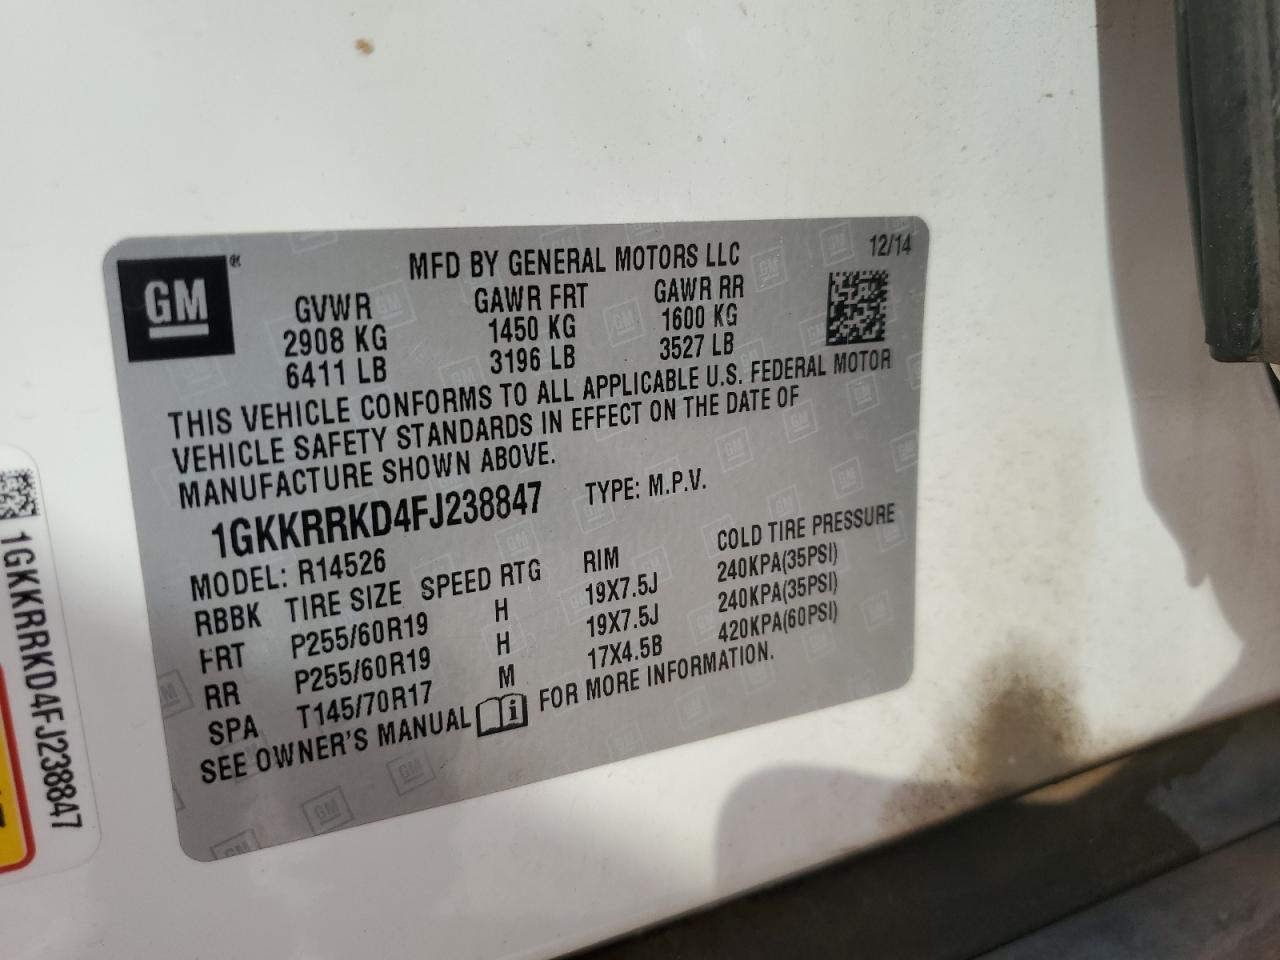 GM®
MFD BY GENERAL MOTORS LLC 12/14
GVWR GAWR FRT GAWR RR
2908 KG 1450 KG 1600 KG
6411 LB 3196 LB 3527 LB
THIS VEHICLE CONFORMS TO ALL APPLICABLE U.S. FEDERAL MOTOR
VEHICLE SAFETY STANDARDS IN EFFECT ON THE DATE OF
MANUFACTURE SHOWN ABOVE.
1GKKRRKD4FJ238847 TYPE: M.P.V.
MODEL: R14526
RBBK TIRE SIZE SPEED RTG RIM COLD TIRE PRESSURE
FRT P255/60R19 H 19X7.5J 240KPA(35PSI)
RR P255/60R19 H 19X7.5J 240KPA(35PSI)
SPA T145/70R17 M 17X4.5B 420KPA(60PSI)
SEE OWNER'S MANUAL i FOR MORE INFORMATION.
1GKKRRKD4FJ238847